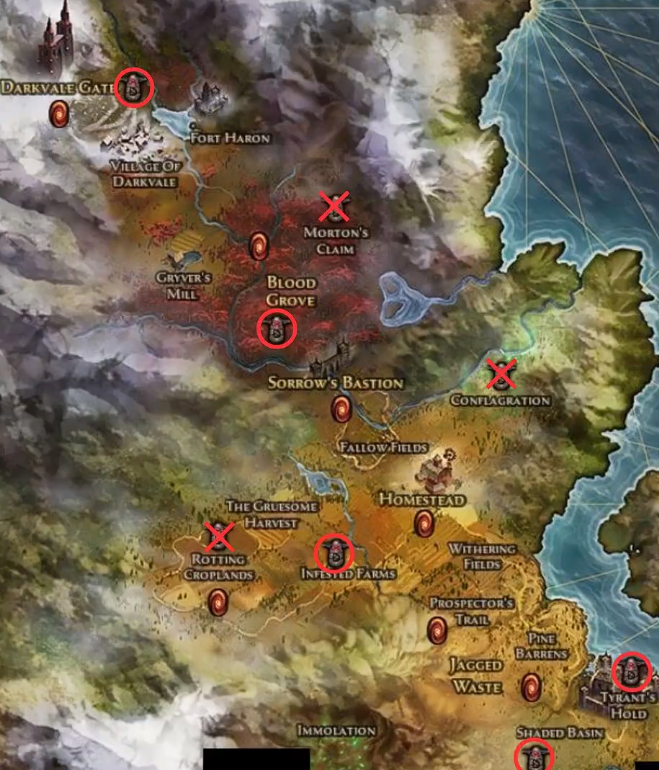 DARKVALE GATE
FORT HARON
VILLAGE OF
DARKVALE
MORTON'S
CLAIM
GRYVER'S
MILL
BLOOD
GROVE
SORROW'S BASTION
CONFLAGRATION
FALLOW FIELDS
HOMESTEAD
THE GRUESOME
HARVEST
WITHERING
FIELDS
ROTTING
CROPLANDS
INFESTED FARMS
PROSPECTOR'S
TRAIL
PINE
BARRENS
JAGGED
WASTE
TYRANT'S
HOLD
IMMOLATION
SHADED BASIN